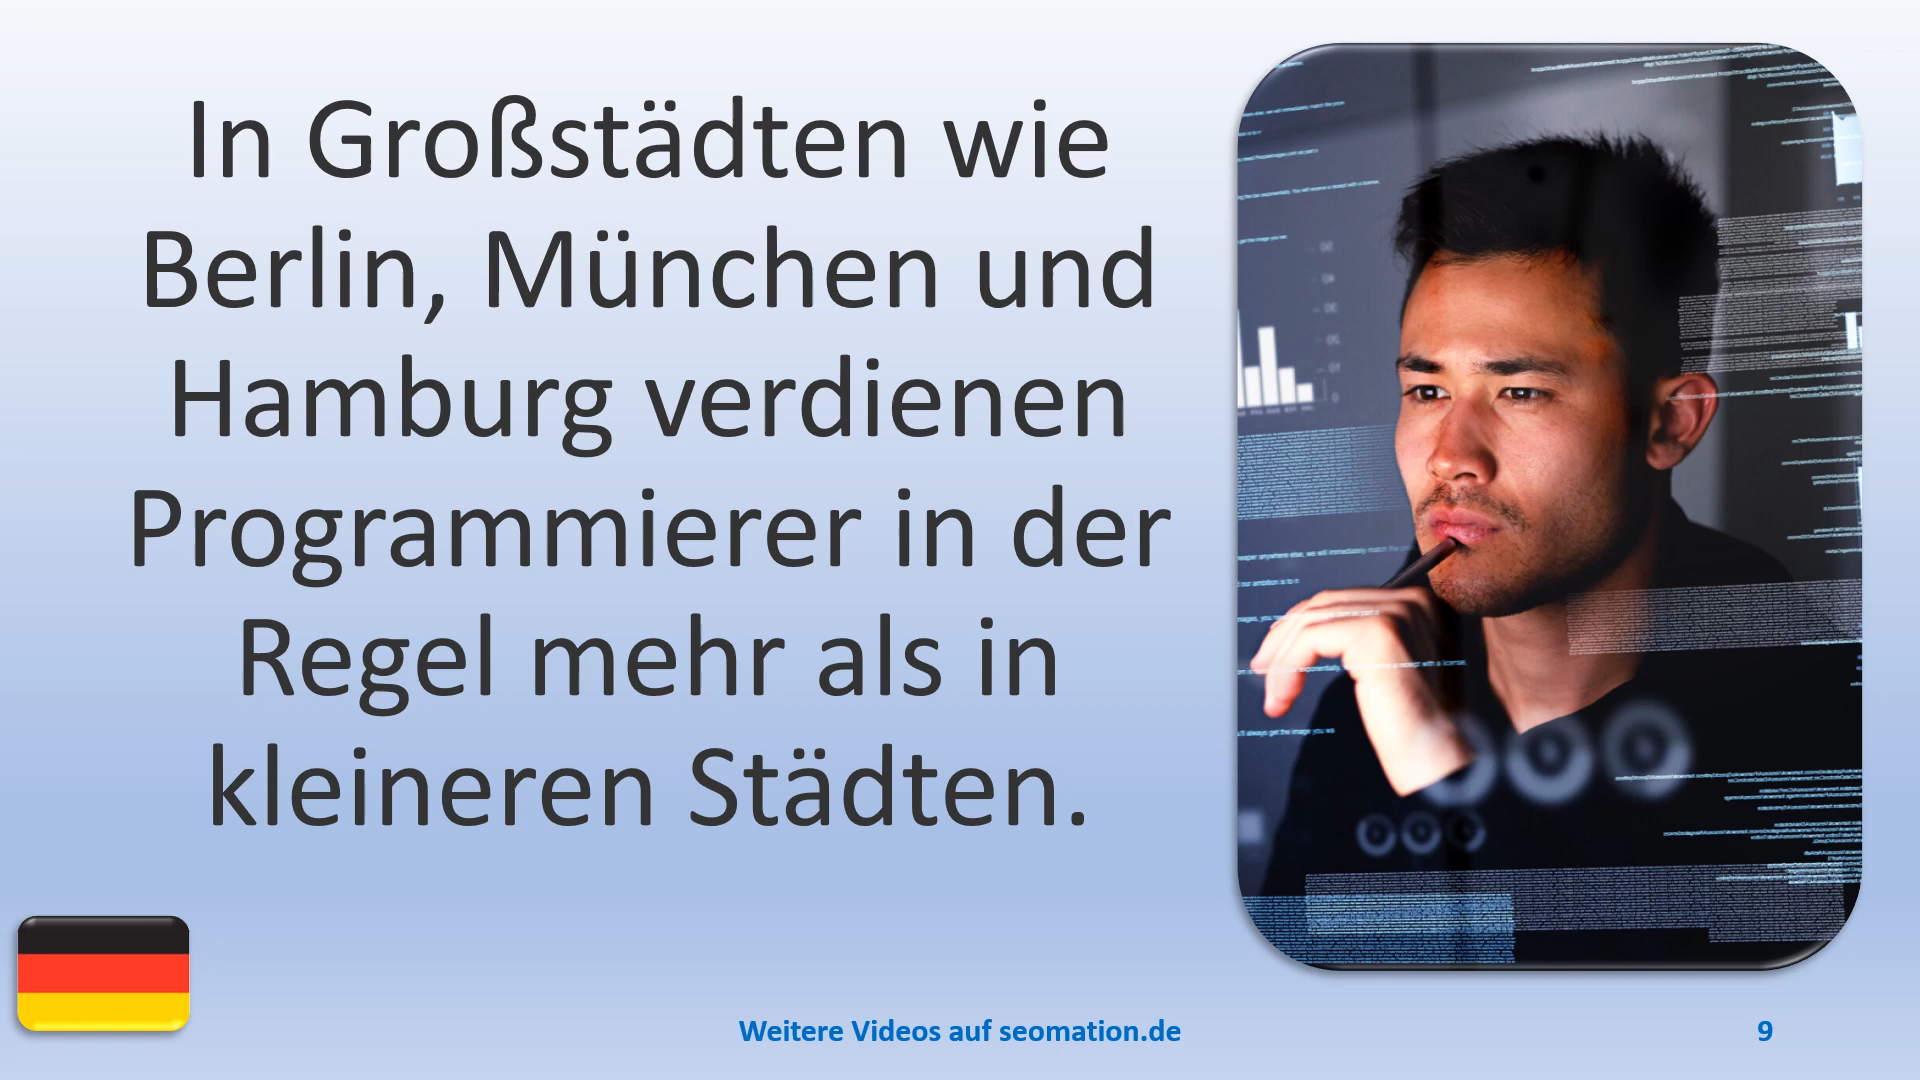 In Großstädten wie
Berlin, München und
Hamburg verdienen
Programmierer in der
Regel mehr als in
kleineren Städten.
Weitere Videos auf seomation.de
9